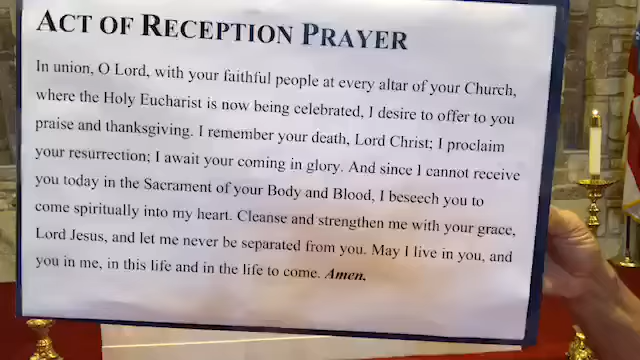 ACT OF RECEPTION PRAYER
In union, O Lord, with your faithful people at every altar of your Church,
where the Holy Eucharist is now being celebrated, I desire to offer to you
praise and thanksgiving. I remember your death, Lord Christ; I proclaim
your resurrection; I await your coming in glory. And since I cannot receive
you today in the Sacrament of your Body and Blood, I beseech you to
come spiritually into my heart. Cleanse and strengthen me with your grace,
Lord Jesus, and let me never be separated from you. May I live in you, and
you in me, in this life and in the life to come. Amen.